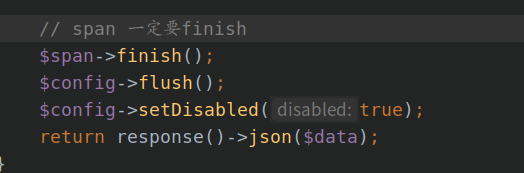 // span 一定要finish
$span->finish();
$config->flush();
$config->setDisabled( disabled: true);
return response()->json($data);
}